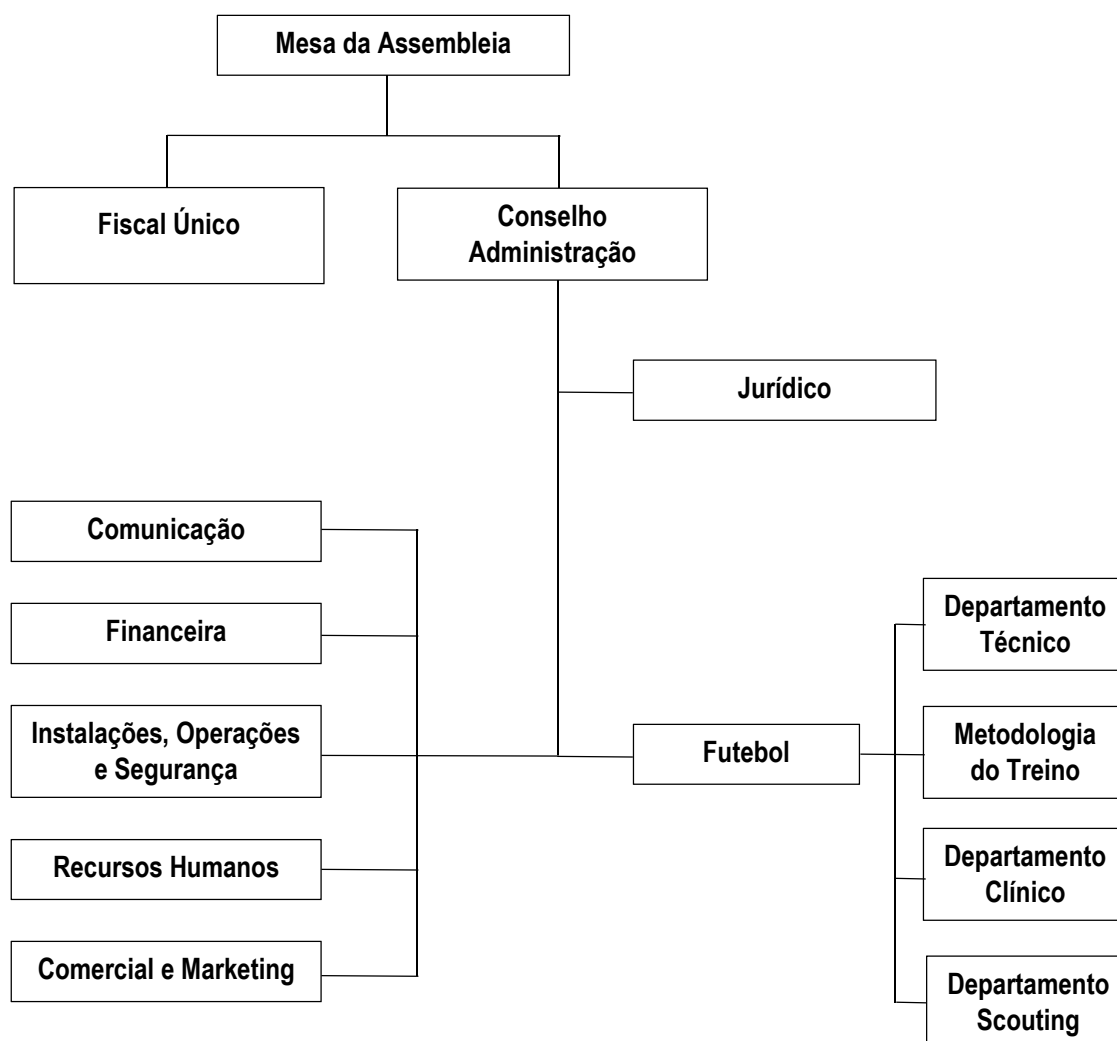 Mesa da Assembleia
Fiscal Único
Conselho
Administração
Jurídico
Comunicação
Financeira
Instalações, Operações
e Segurança
Recursos Humanos
Comercial e Marketing
Futebol
Departamento
Técnico
Metodologia
do Treino
Departamento
Clínico
Departamento
Scouting